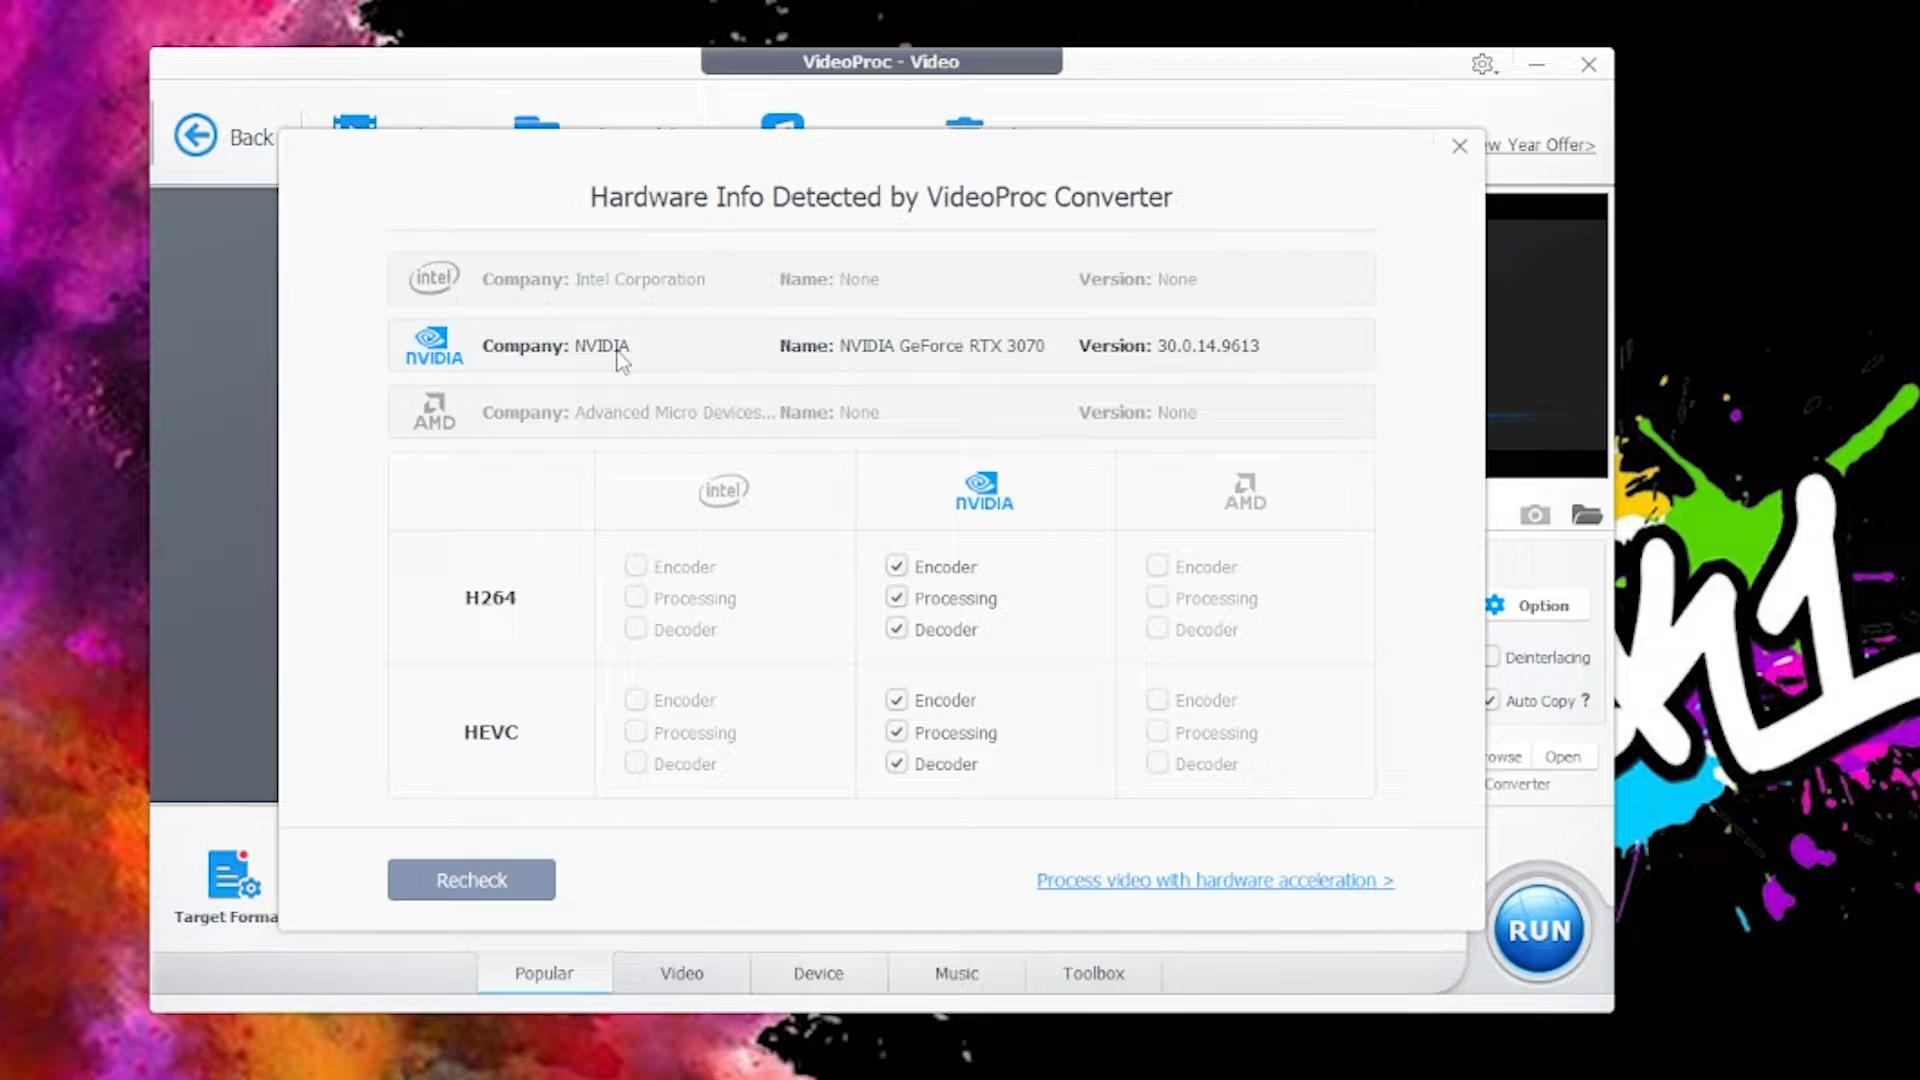 VideoProc - Video
Back
ew Year Offer>
Hardware Info Detected by VideoProc Converter
intel Company: Intel Corporation Name: None Version: None
NVIDIA Company: NVIDIA Name: NVIDIA GeForce RTX 3070 Version: 30.0.14.9613
AMD Company: Advanced Micro Devices... Name: None Version: None
intel NVIDIA AMD
H264
Encoder
Processing
Decoder
Encoder
Processing
Decoder
Encoder
Processing
Decoder
HEVC
Encoder
Processing
Decoder
Encoder
Processing
Decoder
Encoder
Processing
Decoder
Option
Deinterlacing
Auto Copy ?
rowse Open
Converter
Recheck
Process video with hardware acceleration >
Target Forma
RUN
Popular Video Device Music Toolbox